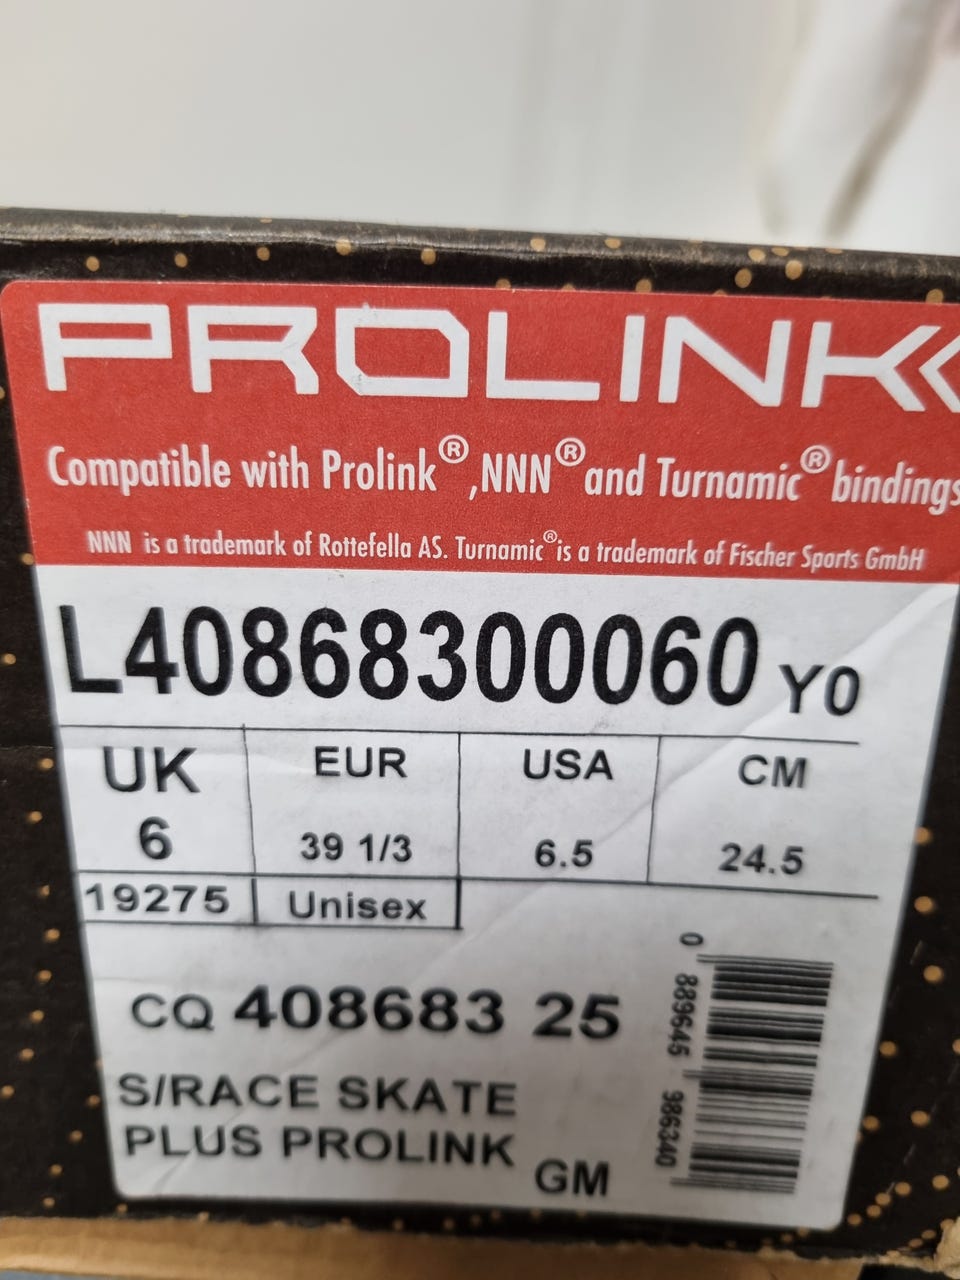 PROLINK
Compatible with Prolink®, NNN® and Turnamic® bindings
NNN is a trademark of Rottefella AS. Turnamic® is a trademark of Fischer Sports GmbH
L40868300060 Y0
UK EUR USA CM
6 39 1/3 6.5 24.5
19275 Unisex
CQ 408683 25
S/RACE SKATE
PLUS PROLINK
GM
0 889645 986340